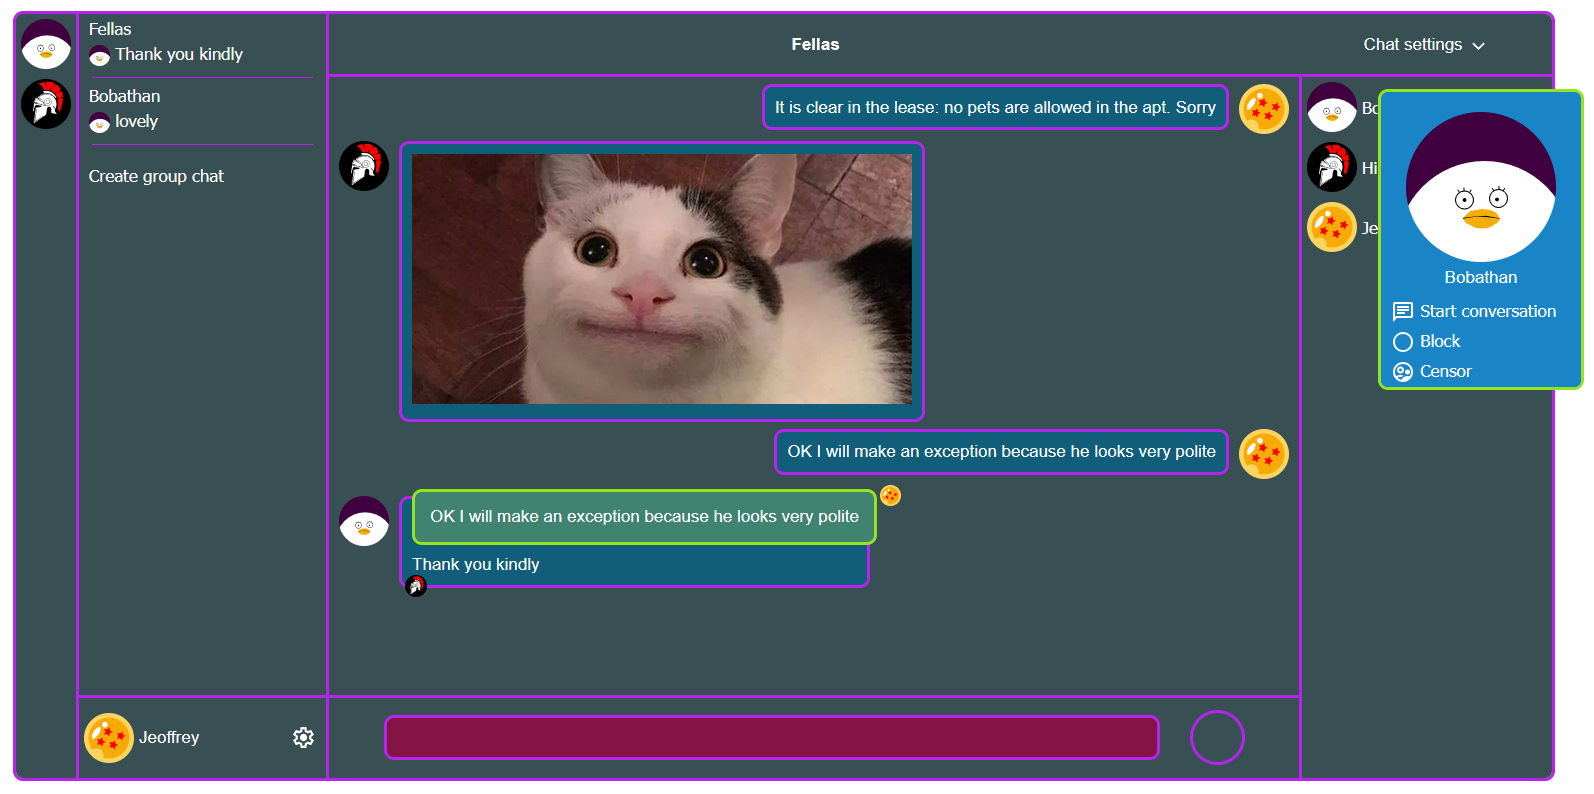 Fellas
Thank you kindly
Bobathan
lovely
Create group chat
Jeoffrey
Fellas
Chat settings
It is clear in the lease: no pets are allowed in the apt. Sorry
OK I will make an exception because he looks very polite
OK I will make an exception because he looks very polite
Thank you kindly
Bo
Hi
Je
Bobathan
Start conversation
Block
Censor